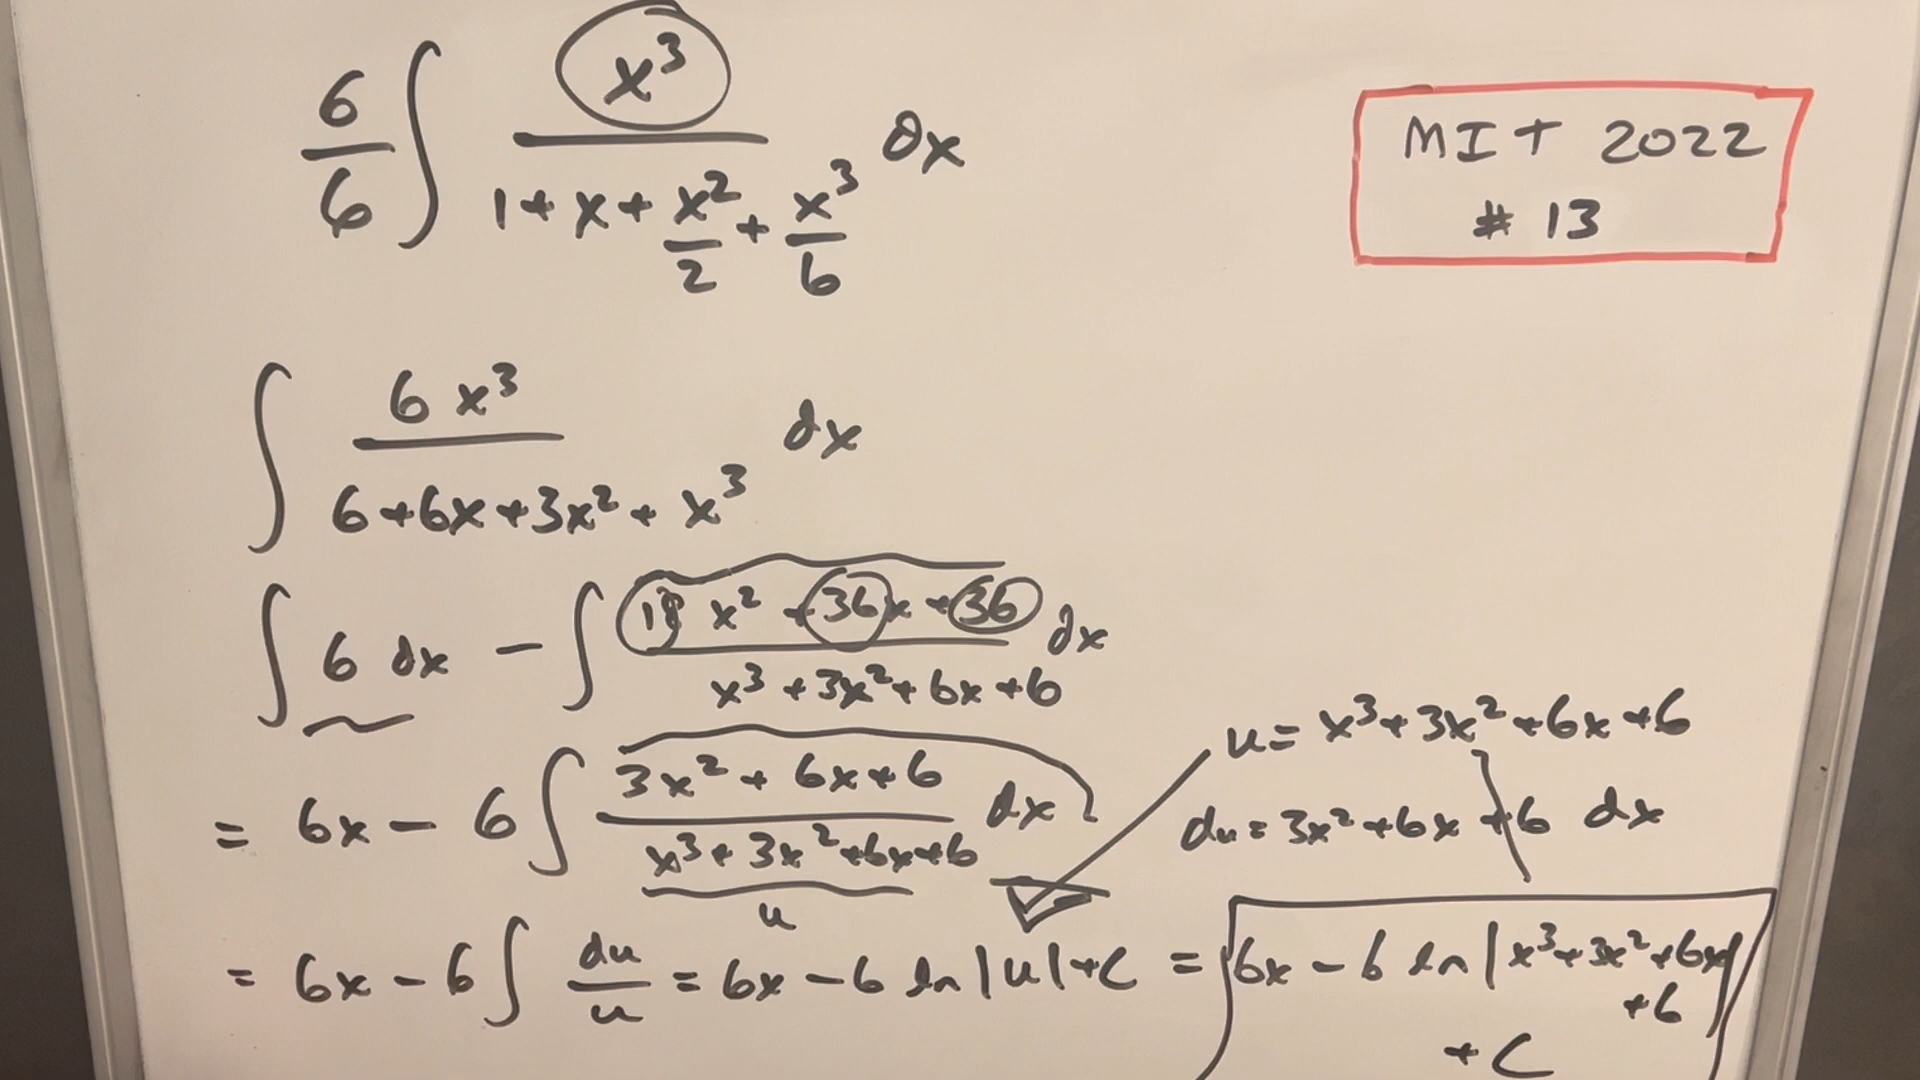 6/6 ∫ x³/(1 + x + x²/2 + x³/6) dx
MIT 2022
# 13
∫ 6x³/(6+6x+3x²+x³) dx
∫ 6 dx − ∫ (18x² + 36x + 36)/(x³+3x²+6x+6) dx
u = x³+3x²+6x+6
= 6x − 6 ∫ (3x² + 6x + 6)/(x³+3x²+6x+6) dx
du = 3x²+6x+6 dx
u
= 6x − 6 ∫ du/u = 6x − 6 ln|u| + C = 6x − 6 ln|x³+3x²+6x
+6|
+ C